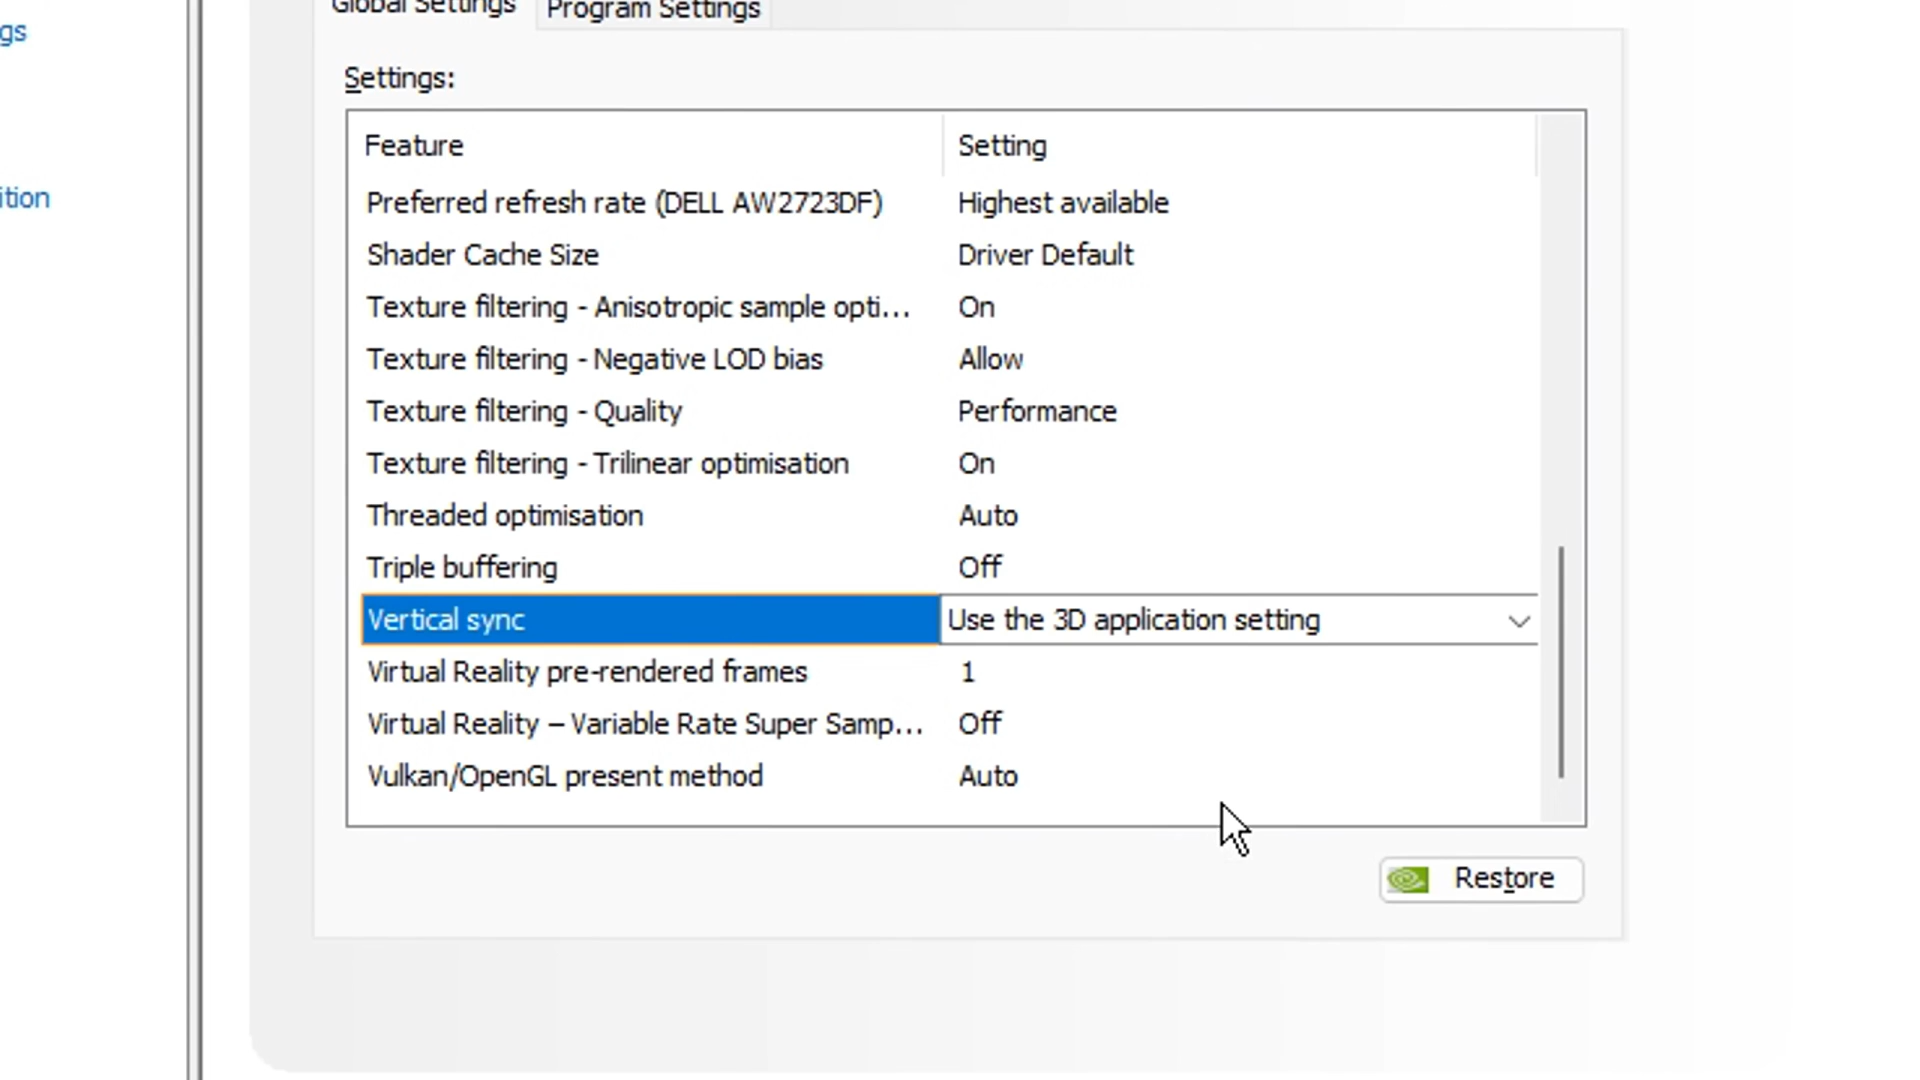 Global Settings
Program Settings
gs
ition
Settings:
Feature Setting
Preferred refresh rate (DELL AW2723DF) Highest available
Shader Cache Size Driver Default
Texture filtering - Anisotropic sample opti... On
Texture filtering - Negative LOD bias Allow
Texture filtering - Quality Performance
Texture filtering - Trilinear optimisation On
Threaded optimisation Auto
Triple buffering Off
Vertical sync Use the 3D application setting
Virtual Reality pre-rendered frames 1
Virtual Reality – Variable Rate Super Samp... Off
Vulkan/OpenGL present method Auto
Restore